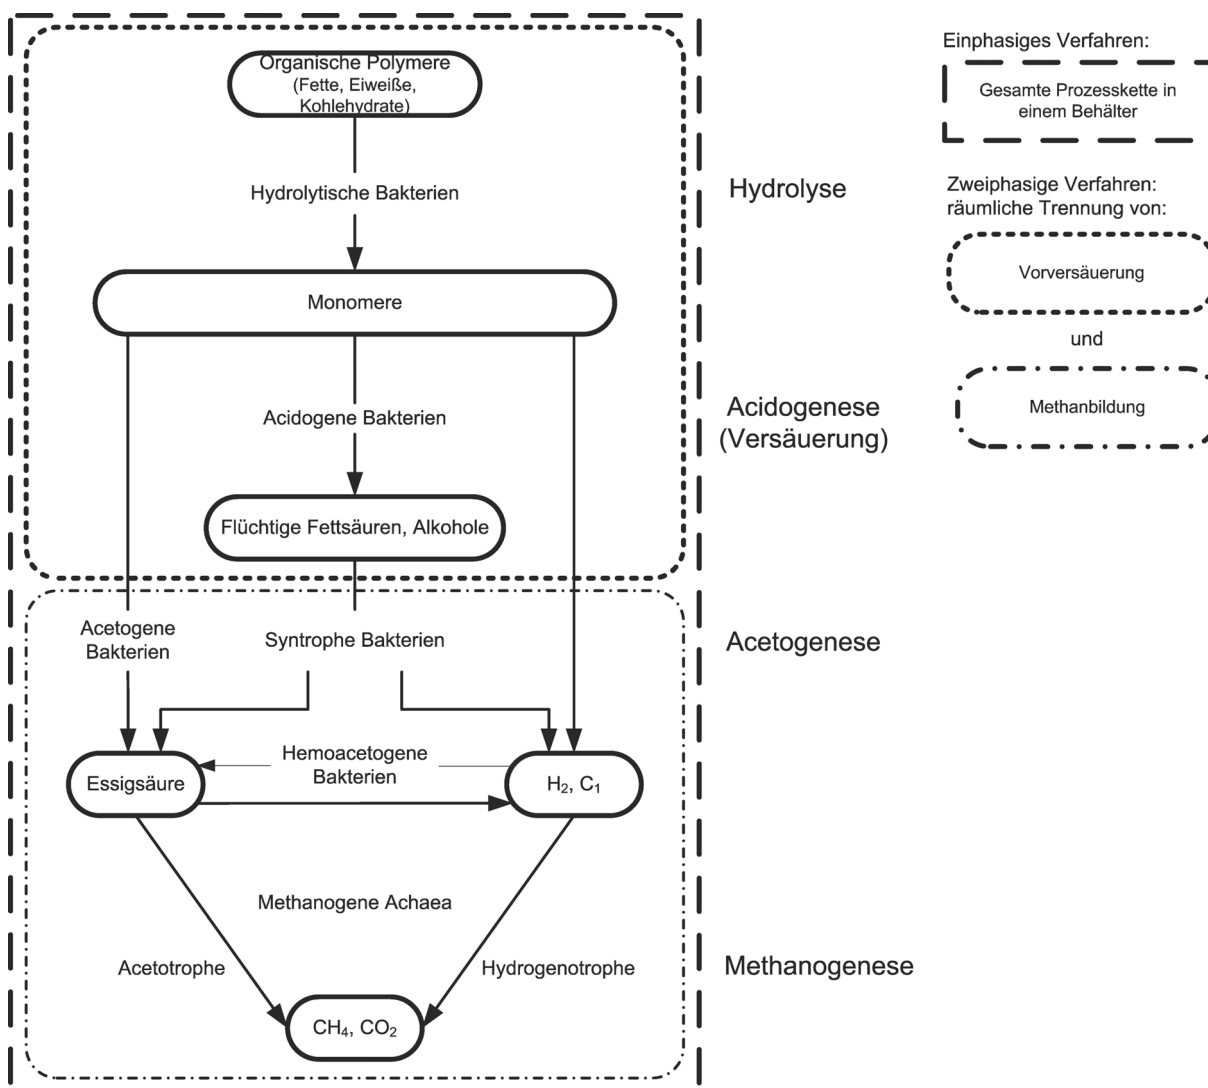 Organische Polymere
(Fette, Eiweiße,
Kohlehydrate)
Hydrolytische Bakterien
Hydrolyse
Monomere
Acidogene Bakterien
Acidogenese
(Versäuerung)
Flüchtige Fettsäuren, Alkohole
Acetogene
Bakterien
Syntrophe Bakterien
Acetogenese
Essigsäure
Hemoacetogene
Bakterien
H₂, C₁
Methanogene Achaea
Acetotrophe
Hydrogenotrophe
Methanogenese
CH₄, CO₂
Einphasiges Verfahren:
Gesamte Prozesskette in
einem Behälter
Zweiphasige Verfahren:
räumliche Trennung von:
Vorversäuerung
und
Methanbildung